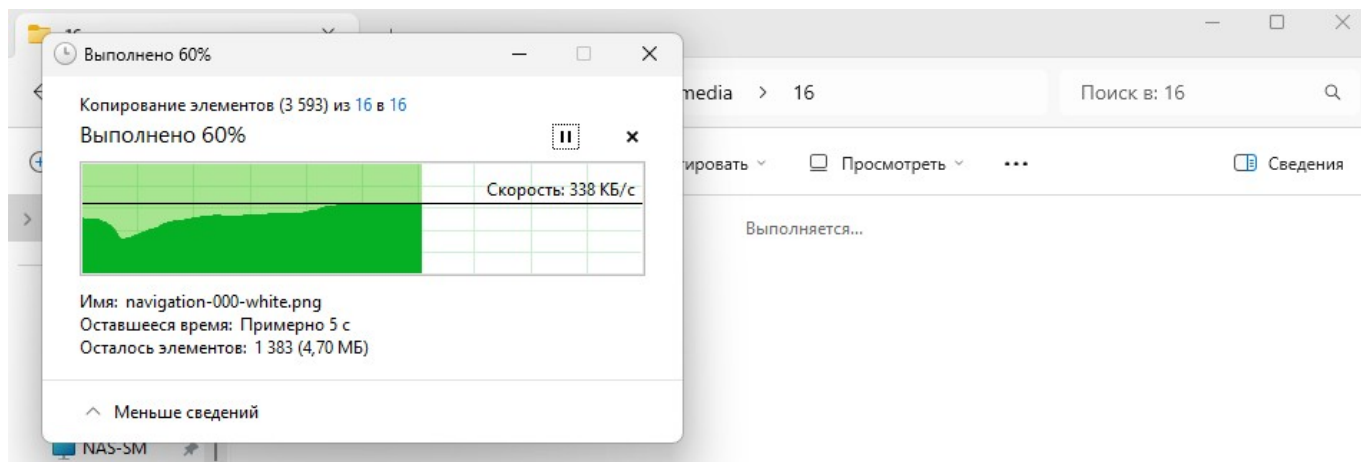 Выполнено 60%
Копирование элементов (3 593) из 16 в 16
Выполнено 60%
Скорость: 338 КБ/с
Имя: navigation-000-white.png
Оставшееся время: Примерно 5 с
Осталось элементов: 1 383 (4,70 МБ)
Меньше сведений
NAS-SM
media > 16
Поиск в: 16
Просмотреть
Сведения
Выполняется...